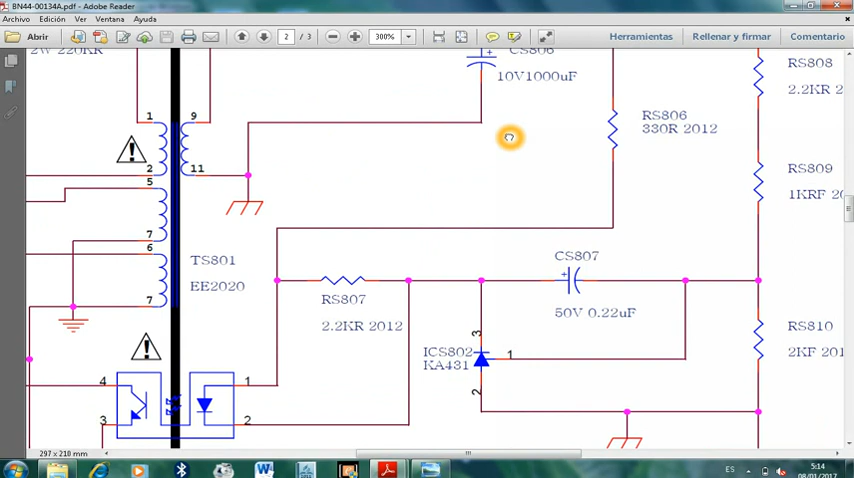 BN44-00134A.pdf - Adobe Reader
Archivo Edición Ver Ventana Ayuda
Abrir 2 / 3 300% Herramientas Rellenar y firmar Comentario
2W 220KR
CS806
10V1000uF
RS808
2.2KR 2
1
9
RS806
330R 2012
2
11
5
RS809
1KRF 20
7
6
TS801
EE2020
7
CS807
+
50V 0.22uF
RS807
2.2KR 2012
RS810
2KF 201
3
ICS802
KA431
1
2
4
1
3
2
297 x 210 mm
ES
5:14
08/01/2017